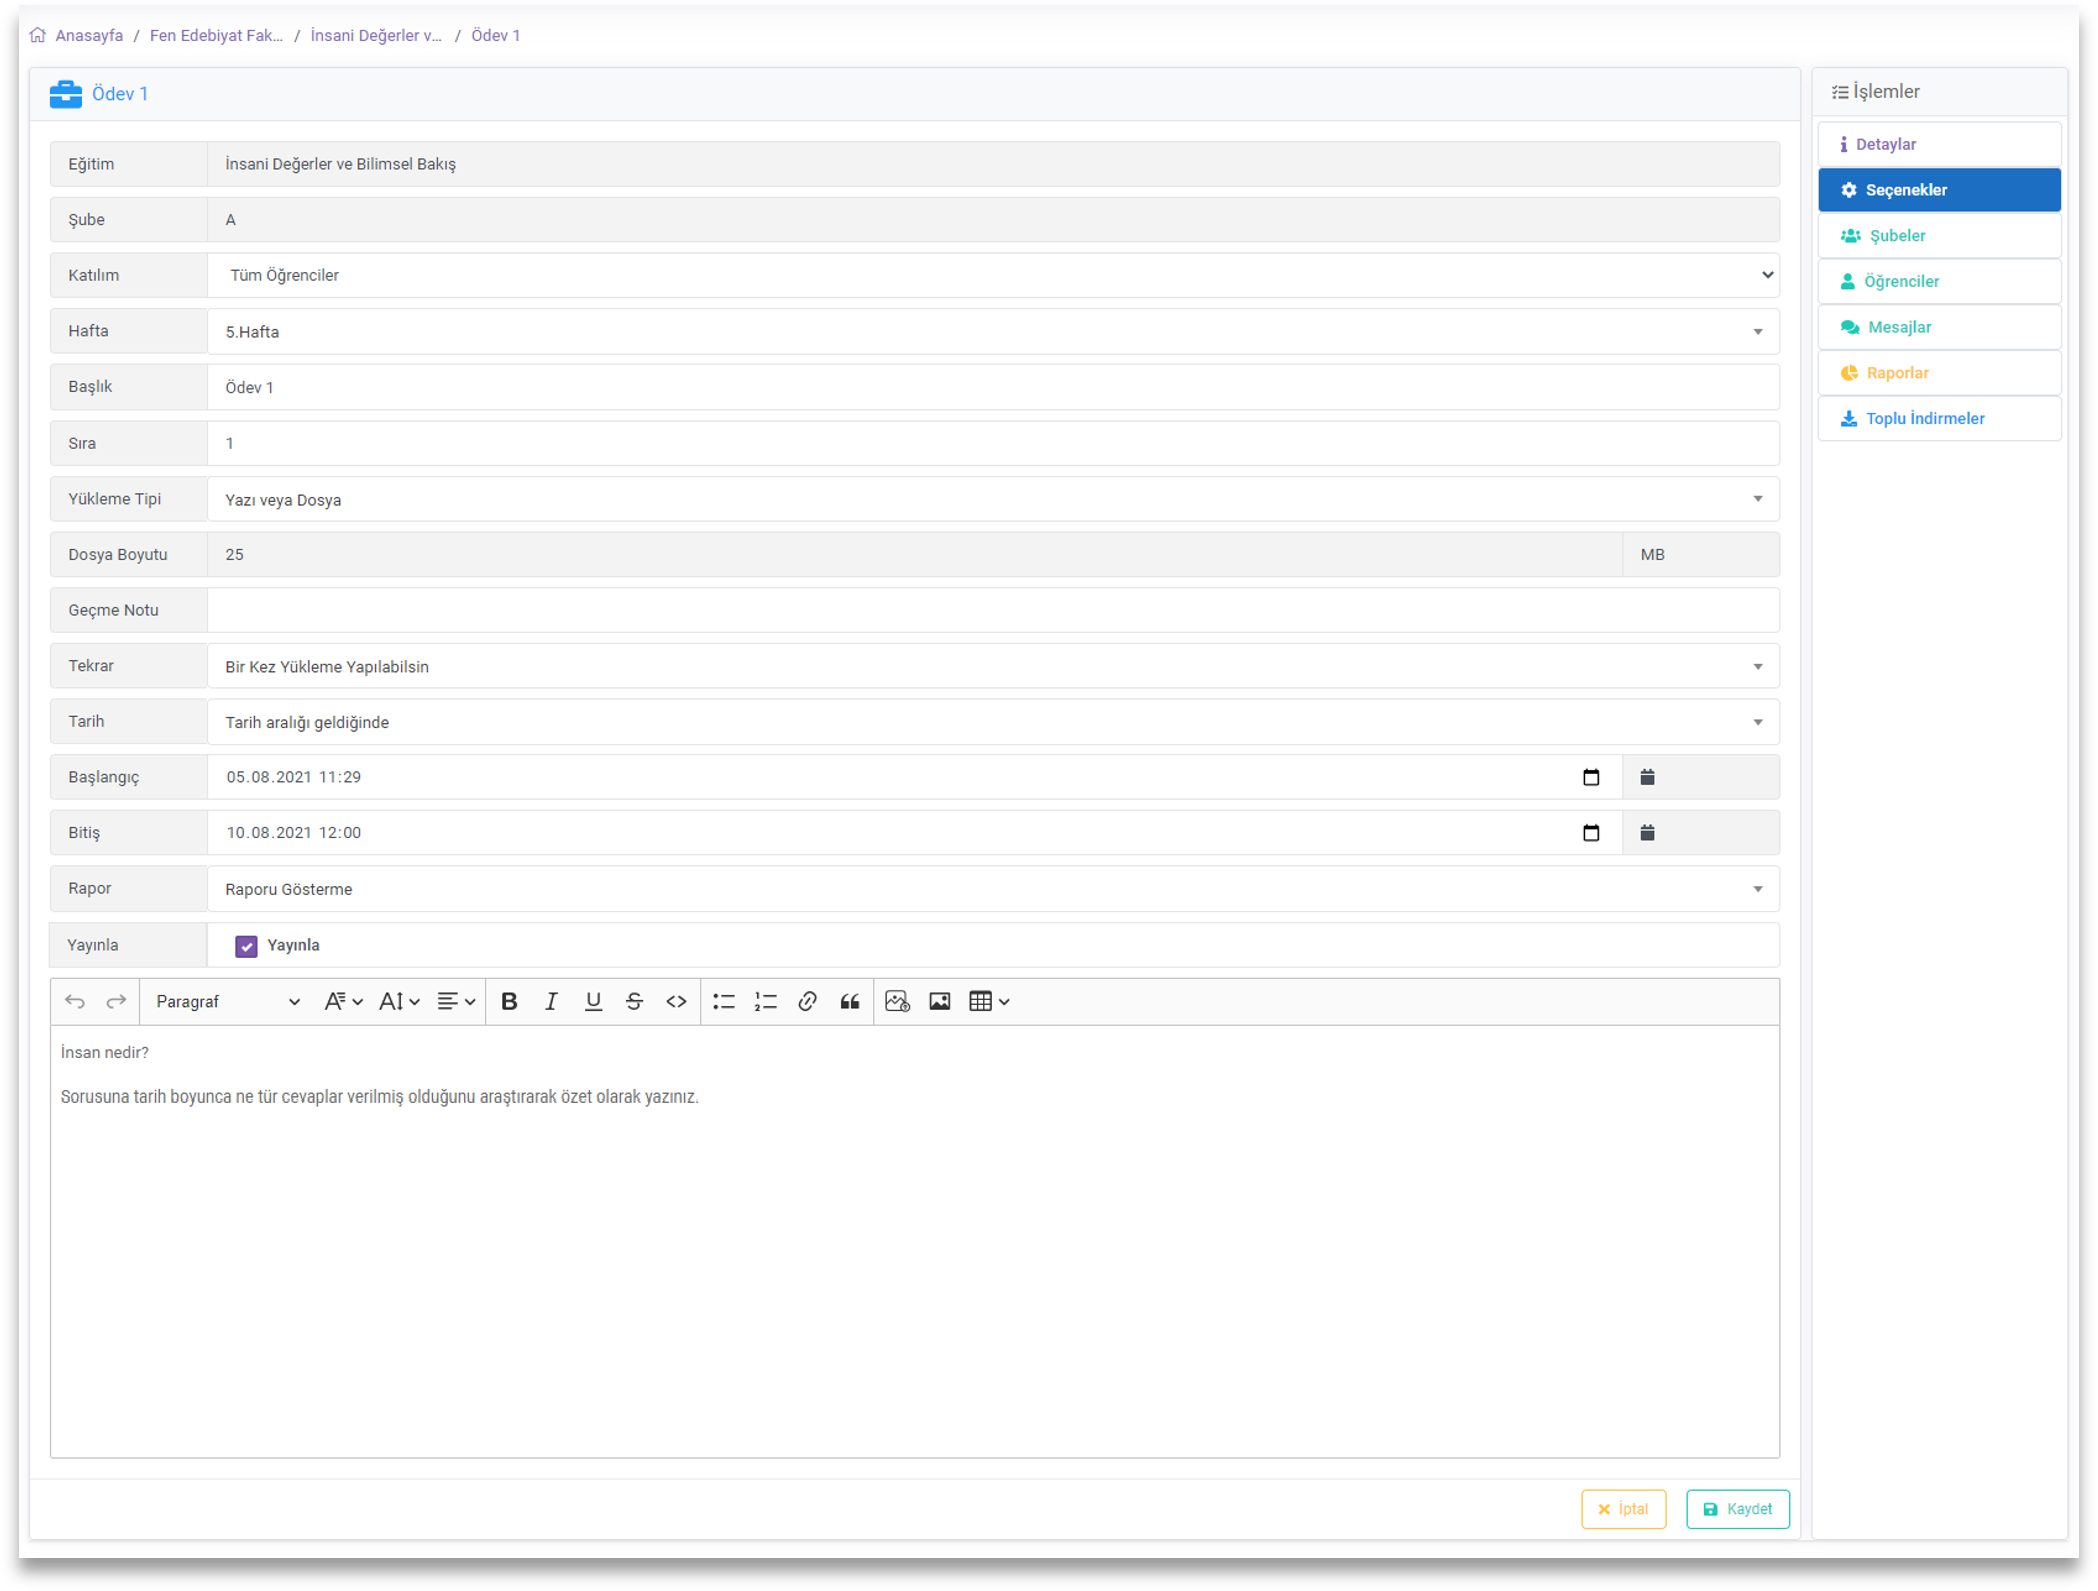 Anasayfa / Fen Edebiyat Fak... / İnsani Değerler v... / Ödev 1
Ödev 1
Eğitim İnsani Değerler ve Bilimsel Bakış
Şube A
Katılım Tüm Öğrenciler
Hafta 5.Hafta
Başlık Ödev 1
Sıra 1
Yükleme Tipi Yazı veya Dosya
Dosya Boyutu 25 MB
Geçme Notu
Tekrar Bir Kez Yükleme Yapılabilsin
Tarih Tarih aralığı geldiğinde
Başlangıç 05.08.2021 11:29
Bitiş 10.08.2021 12:00
Rapor Raporu Gösterme
Yayınla Yayınla
Paragraf
İnsan nedir?
Sorusuna tarih boyunca ne tür cevaplar verilmiş olduğunu araştırarak özet olarak yazınız.
İptal Kaydet
İşlemler
Detaylar
Seçenekler
Şubeler
Öğrenciler
Mesajlar
Raporlar
Toplu İndirmeler